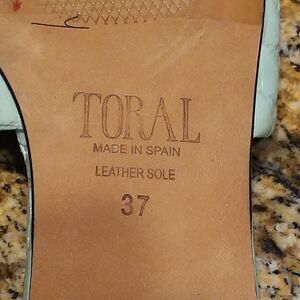 TORAL
MADE IN SPAIN
LEATHER SOLE
37